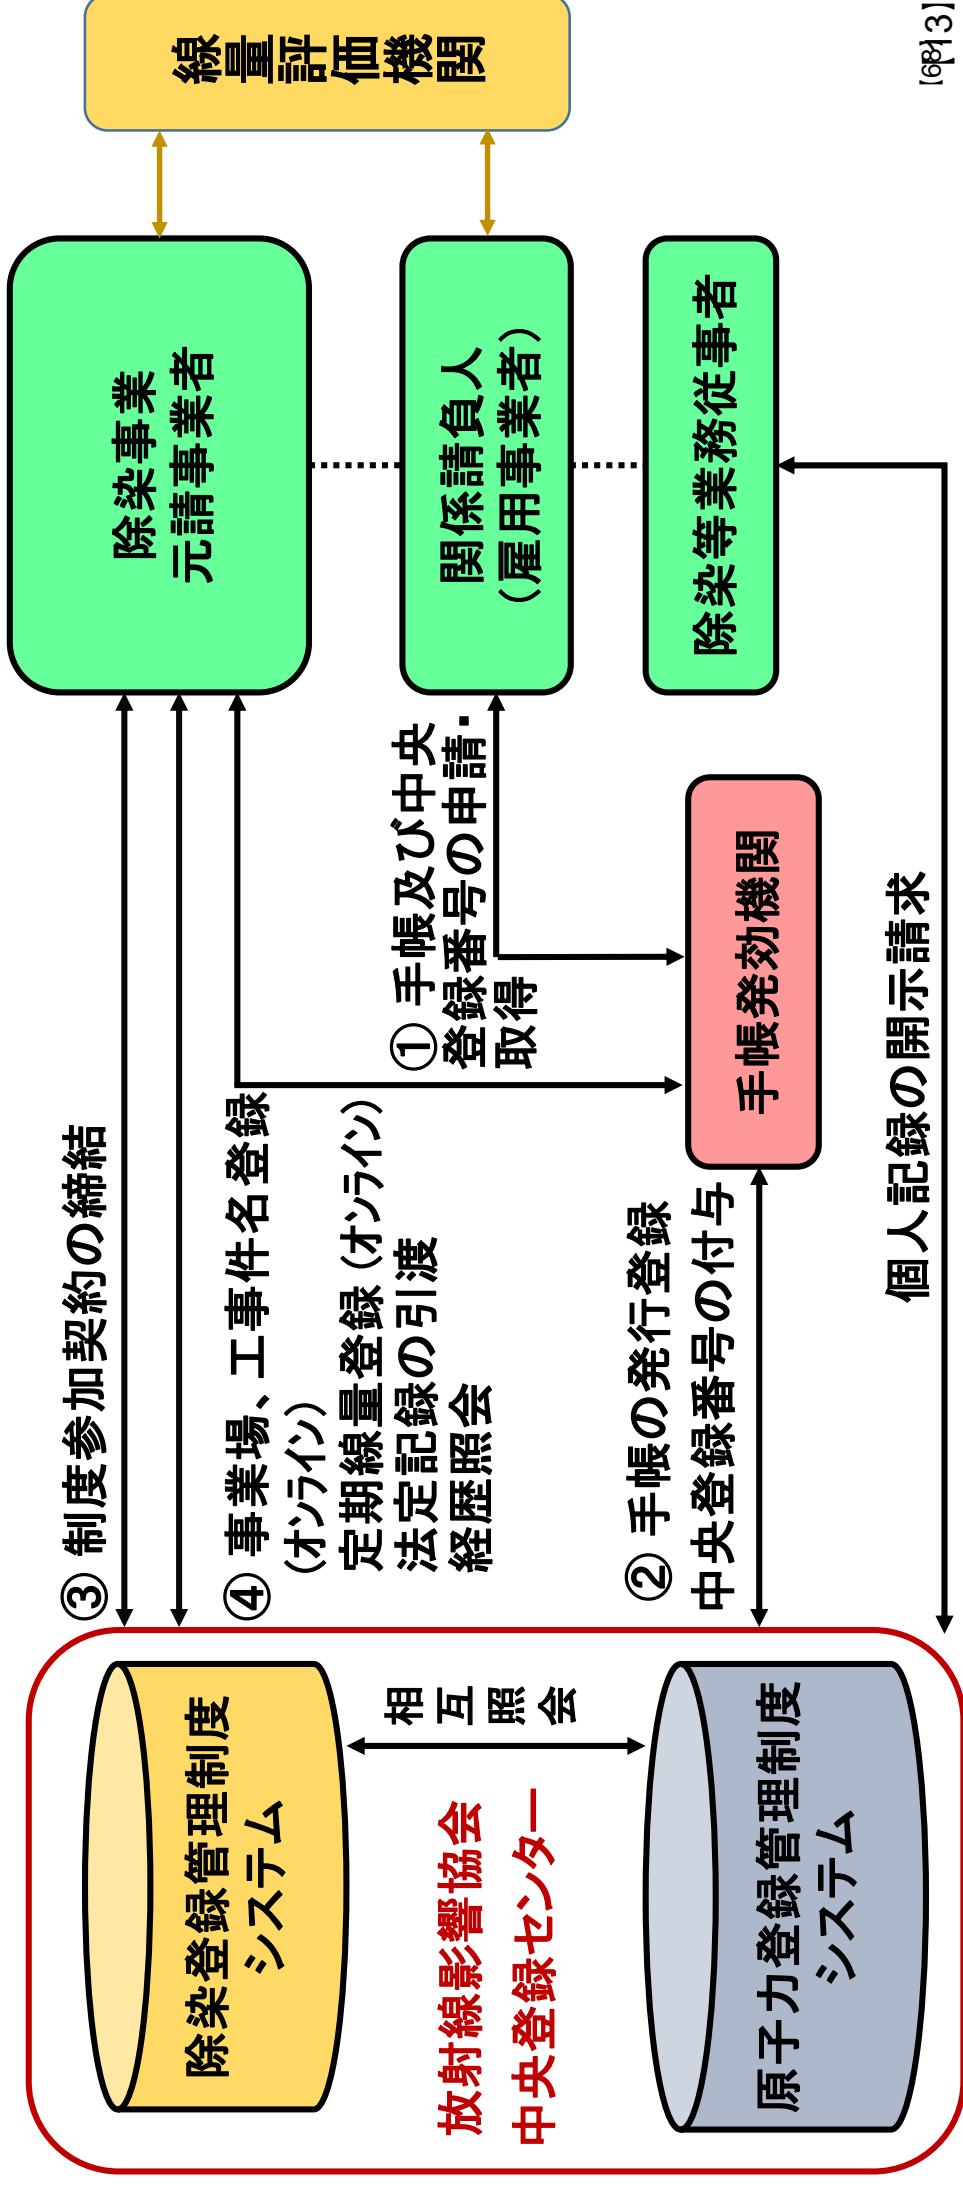 除染登録管理制度
システム
放射線影響協会
中央登録センター
原子力登録管理制度
システム
相互照会
③ 制度参加契約の締結
④ 事業場、工事件名登録
(オンライン)
定期線量登録(オンライン)
法定記録の引渡
経歴照会
② 手帳の発行登録
中央登録番号の付与
① 手帳及び中央
登録番号の申請・
取得
手帳発効機関
個人記録の開示請求
除染事業
元請事業者
関係請負人
(雇用事業者)
除染等業務従事者
線量評価機関